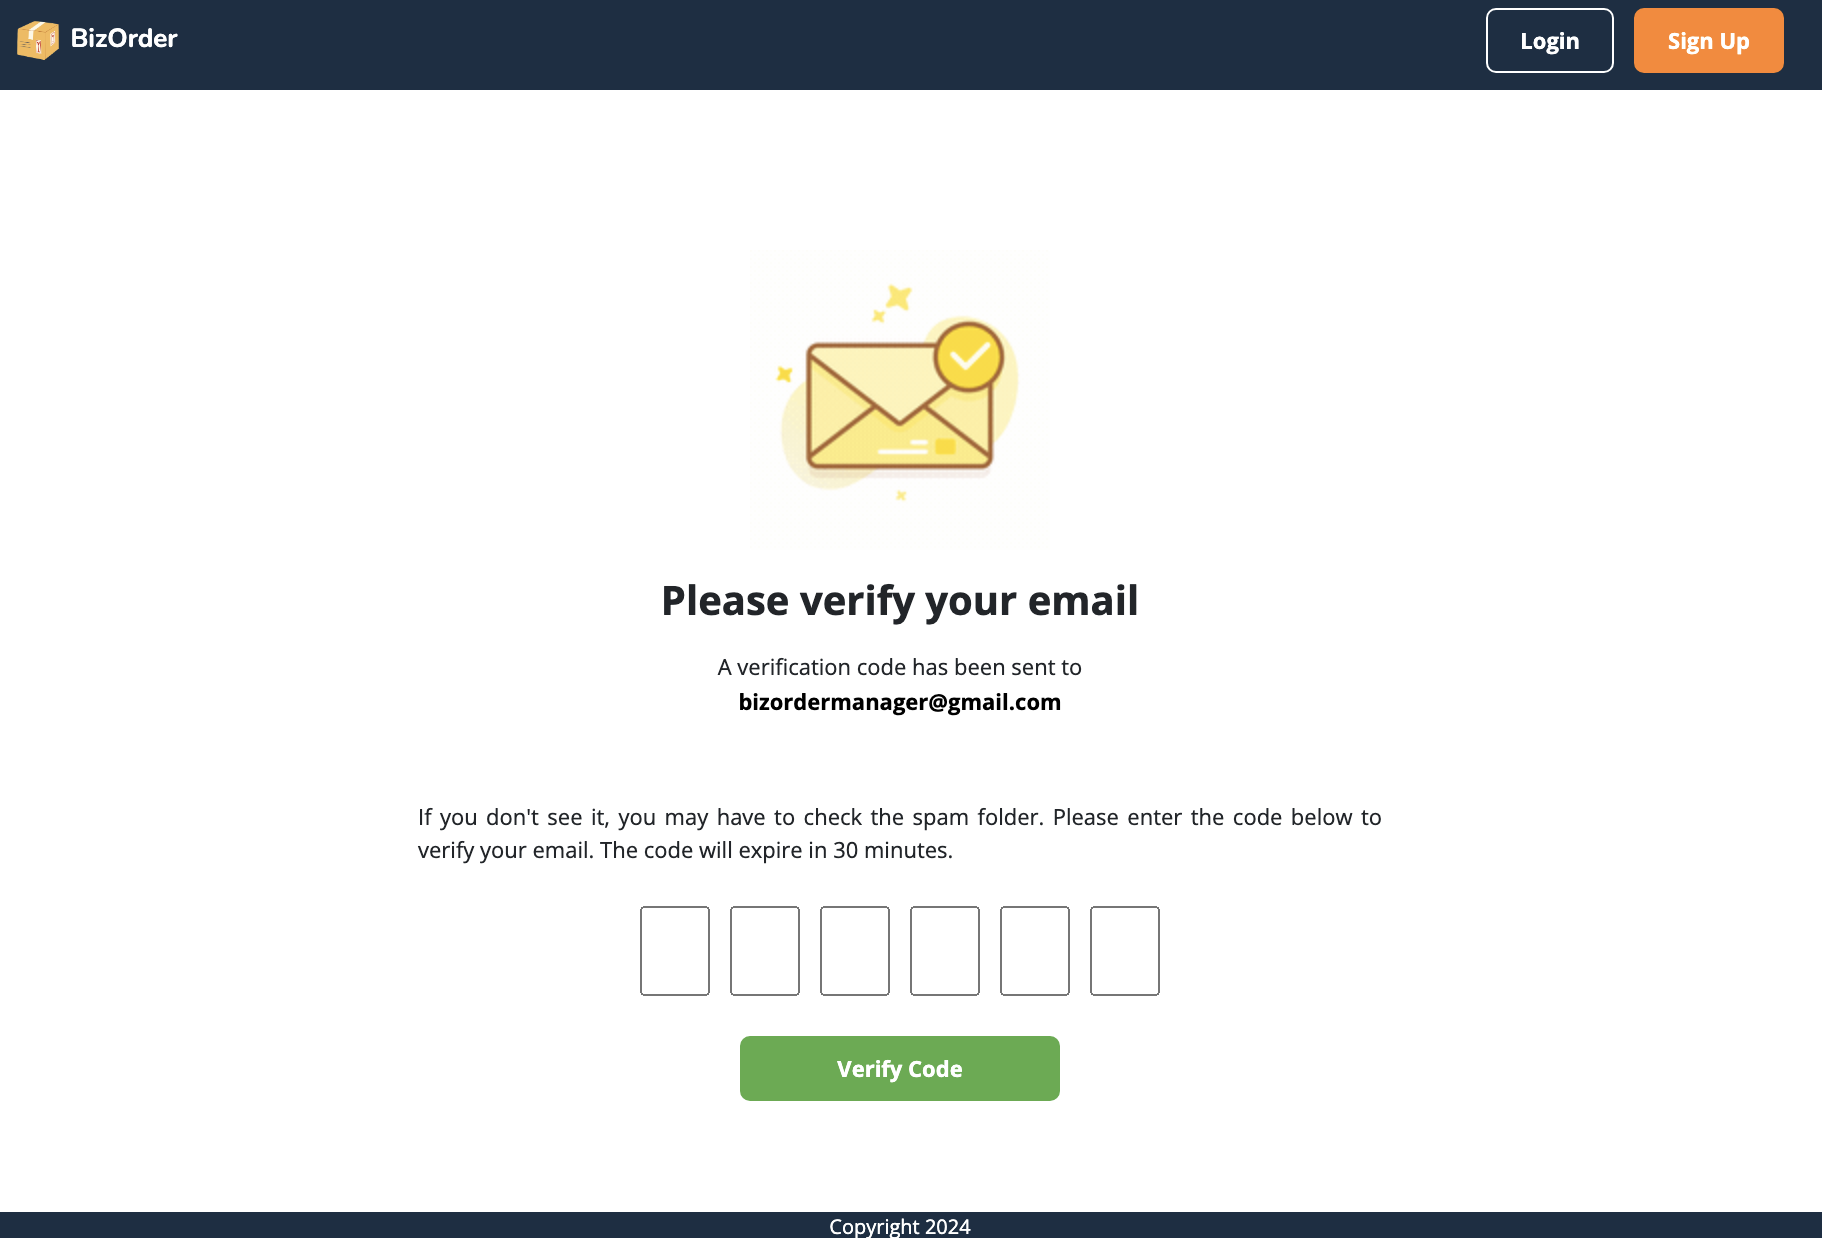 BizOrder
Login
Sign Up
Please verify your email
A verification code has been sent to
bizordermanager@gmail.com
If you don't see it, you may have to check the spam folder. Please enter the code below to
verify your email. The code will expire in 30 minutes.
Verify Code
Copyright 2024